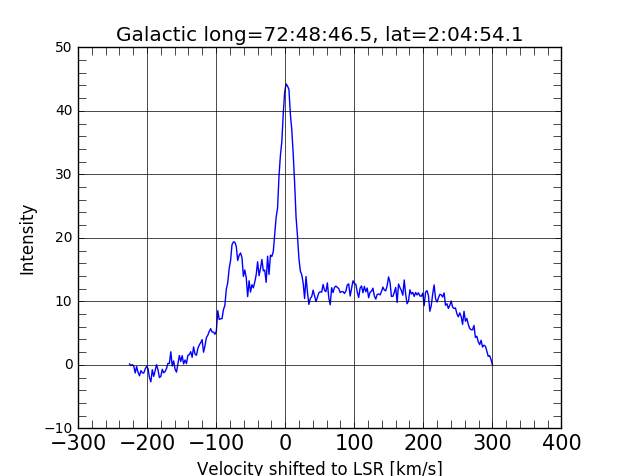 Galactic long=72:48:46.5, lat=2:04:54.1
50
40
30
20
10
0
−10
Intensity
−300 −200 −100 0 100 200 300 400
Velocity shifted to LSR [km/s]